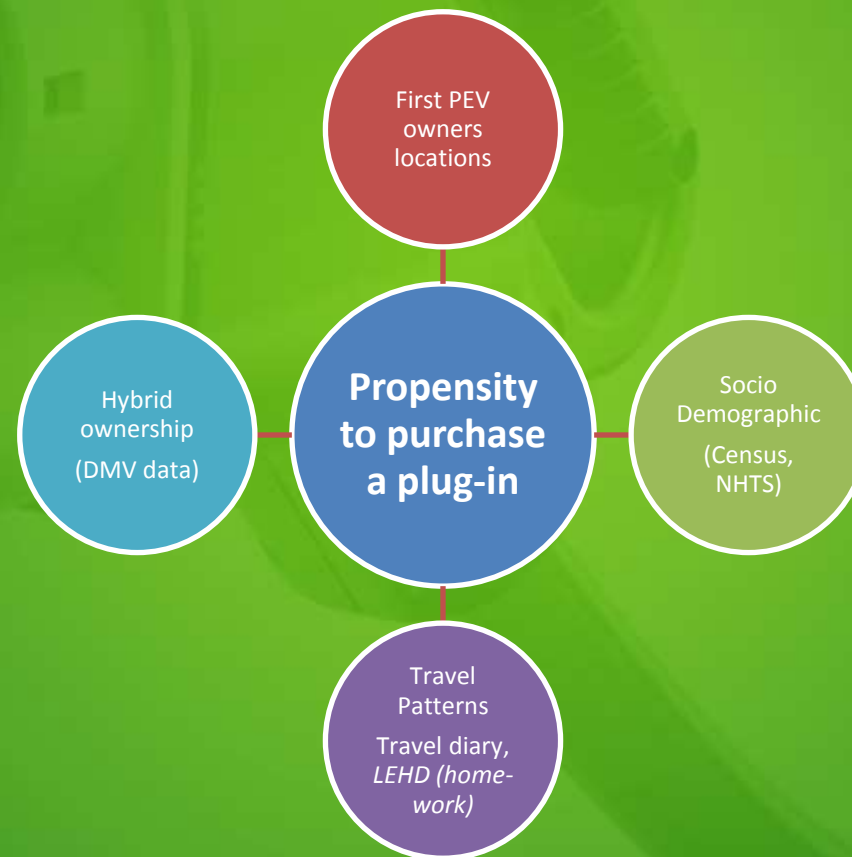 First PEV
owners
locations
Hybrid
ownership
(DMV data)
Propensity
to purchase
a plug-in
Socio
Demographic
(Census,
NHTS)
Travel
Patterns
Travel diary,
LEHD (home-
work)